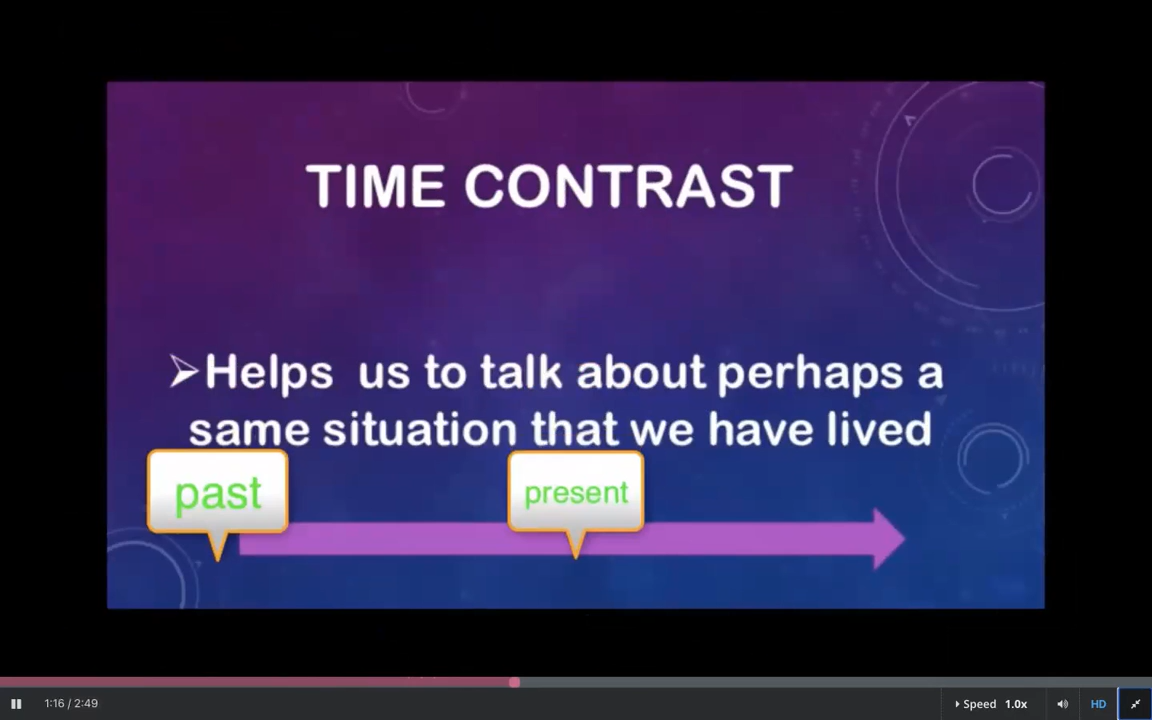 TIME CONTRAST
➢Helps us to talk about perhaps a
same situation that we have lived
past
present
1:16 / 2:49
Speed 1.0x
HD